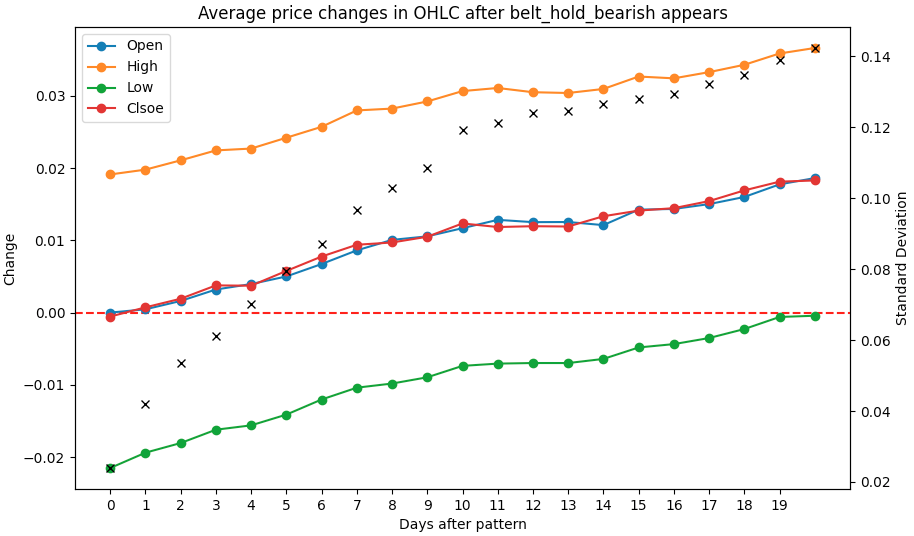 Average price changes in OHLC after belt_hold_bearish appears
Open
High
Low
Clsoe
0.03
0.02
0.01
0.00
−0.01
−0.02
Change
0.14
0.12
0.10
0.08
0.06
0.04
0.02
Standard Deviation
0 1 2 3 4 5 6 7 8 9 10 11 12 13 14 15 16 17 18 19
Days after pattern